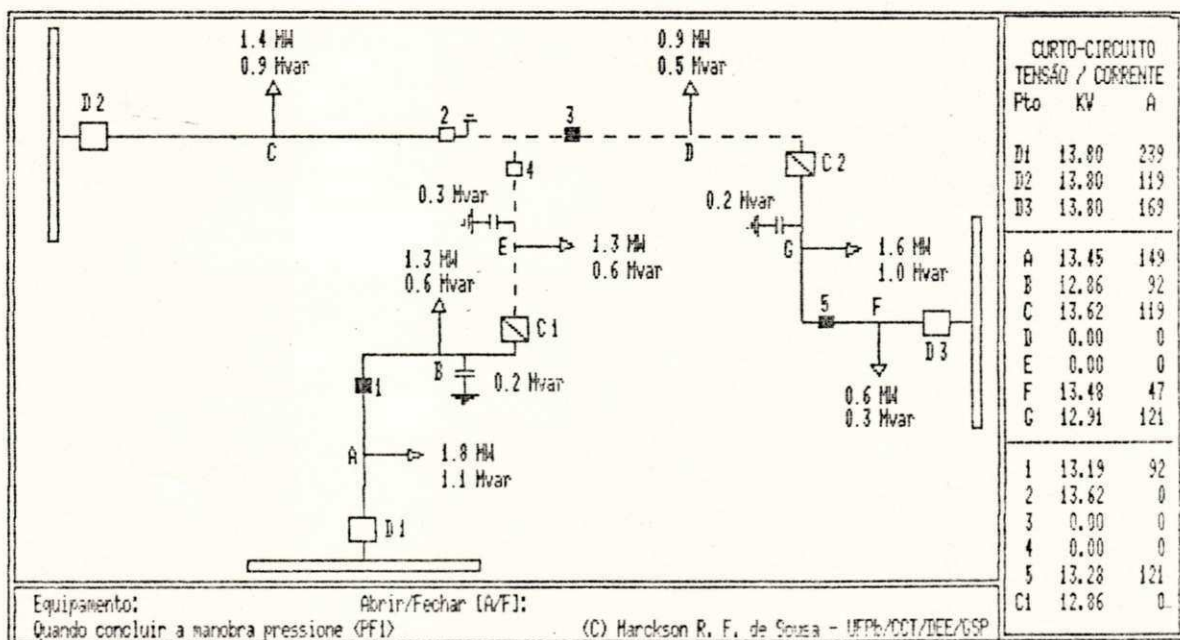 1.4 MW
0.9 Mvar
D2
C
2
3
0.9 MW
0.5 Mvar
D
C2
4
0.3 Mvar
E
1.3 MW
0.6 Mvar
0.2 Mvar
G
1.6 MW
1.0 Mvar
1.3 MW
0.6 Mvar
C1
B
0.2 Mvar
1
5
F
D3
0.6 MW
0.3 Mvar
A
1.8 MW
1.1 Mvar
D1
CURTO-CIRCUITO
TENSÃO / CORRENTE
Pto KV A
D1 13.80 239
D2 13.80 119
D3 13.80 169
A 13.45 149
B 12.86 92
C 13.62 119
D 0.00 0
E 0.00 0
F 13.48 47
G 12.91 121
1 13.19 92
2 13.62 0
3 0.00 0
4 0.00 0
5 13.28 121
C1 12.86 0
Equipamento: Abrir/Fechar [A/F]:
Quando concluir a manobra pressione <PF1> (C) Harckson R. F. de Sousa - UFPb/CCT/DEE/GSP